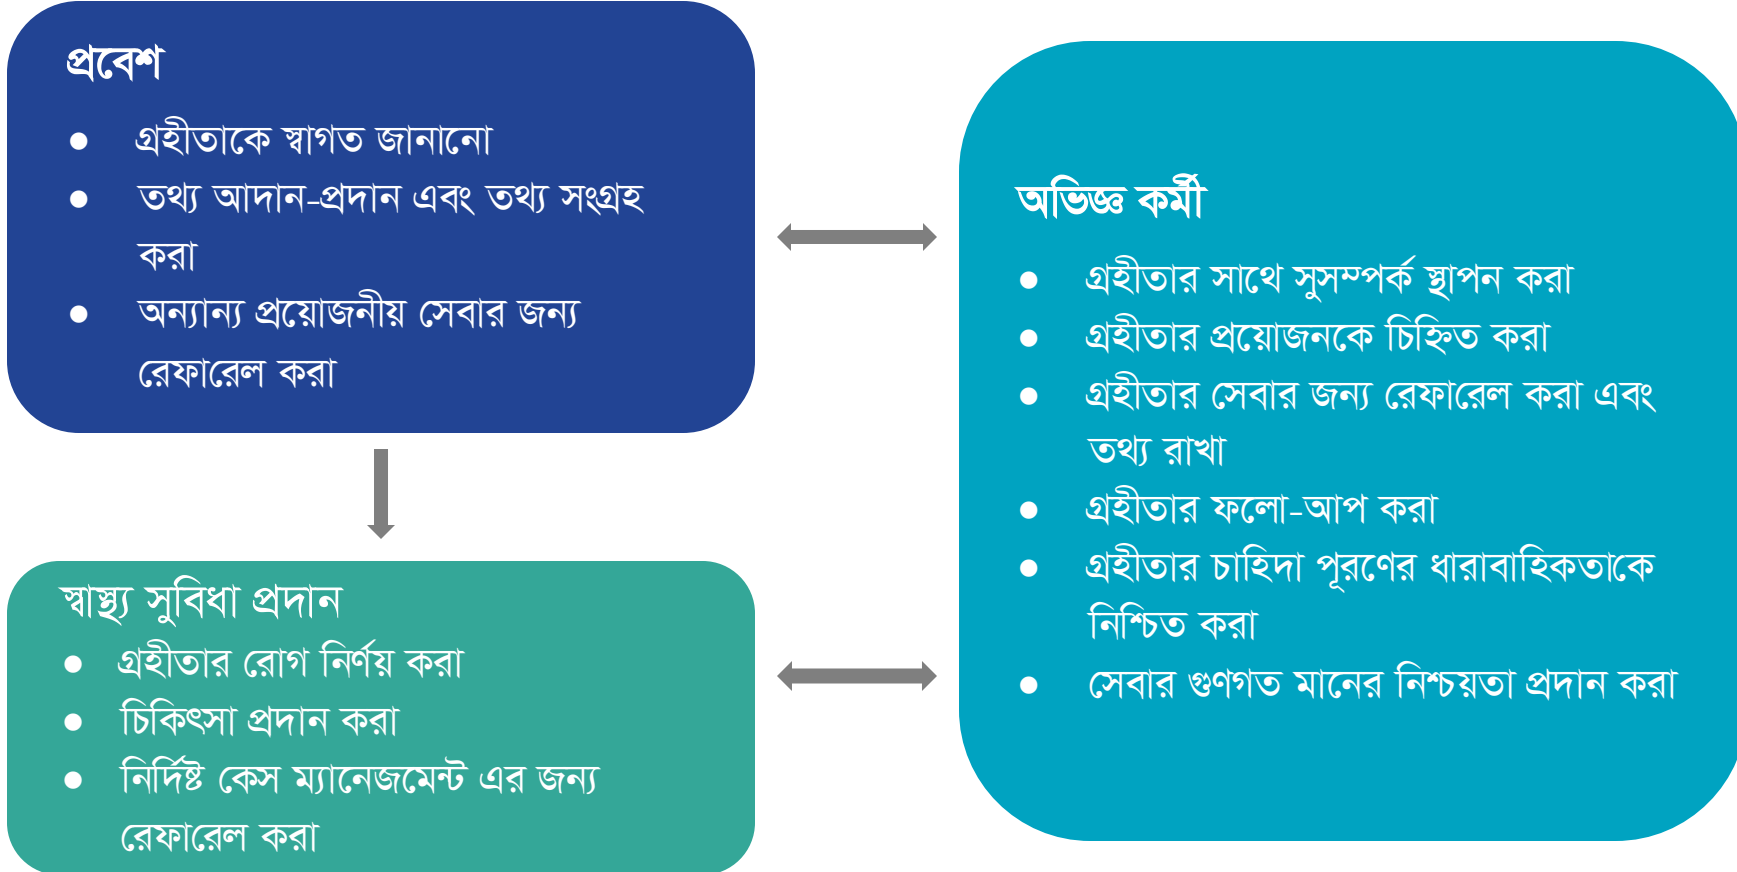 প্রবেশ
● গ্রহীতাকে স্বাগত জানানো
● তথ্য আদান-প্রদান এবং তথ্য সংগ্রহ
করা
● অন্যান্য প্রয়োজনীয় সেবার জন্য
রেফারেল করা
স্বাস্থ্য সুবিধা প্রদান
● গ্রহীতার রোগ নির্ণয় করা
● চিকিৎসা প্রদান করা
● নির্দিষ্ট কেস ম্যানেজমেন্ট এর জন্য
রেফারেল করা
অভিজ্ঞ কর্মী
● গ্রহীতার সাথে সুসম্পর্ক স্থাপন করা
● গ্রহীতার প্রয়োজনকে চিহ্নিত করা
● গ্রহীতার সেবার জন্য রেফারেল করা এবং
তথ্য রাখা
● গ্রহীতার ফলো-আপ করা
● গ্রহীতার চাহিদা পূরণের ধারাবাহিকতাকে
নিশ্চিত করা
● সেবার গুণগত মানের নিশ্চয়তা প্রদান করা